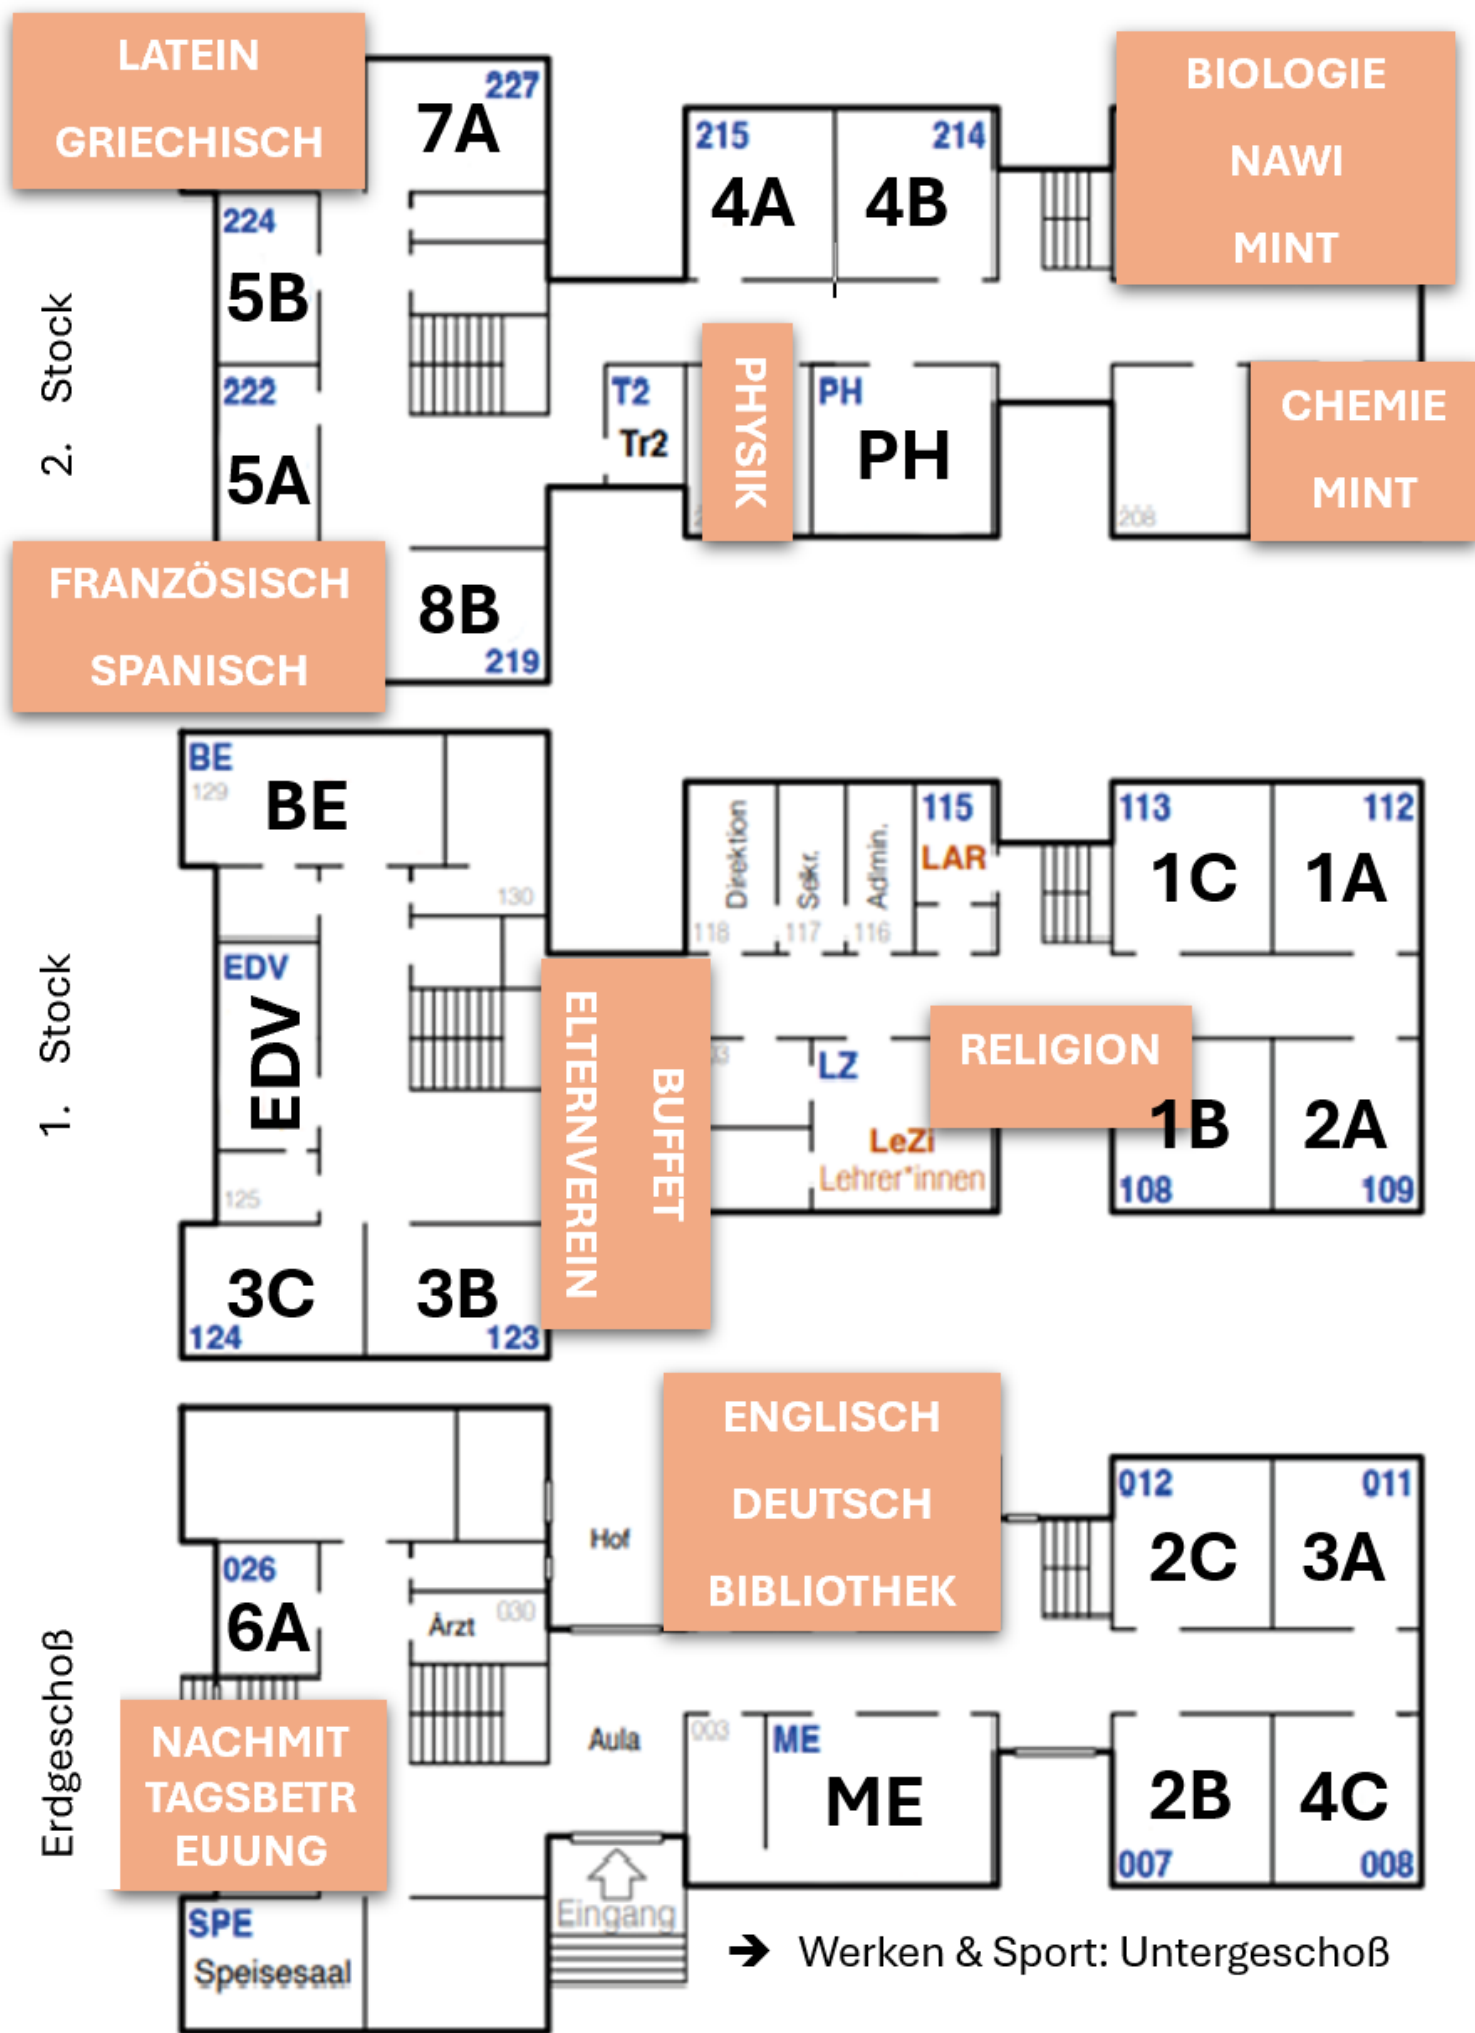 LATEIN
GRIECHISCH
227
7A
215
4A
214
4B
BIOLOGIE
NAWI
MINT
224
5B
222
5A
2. Stock
T2
Tr2
PHYSIK
PH
PH
208
CHEMIE
MINT
FRANZÖSISCH
SPANISCH
8B
219
BE
129
BE
130
EDV
EDV
125
1. Stock
3C
124
3B
123
ELTERNVEREIN
BUFFET
Direktion
118
Sekr.
117
Admin.
116
115
LAR
113
1C
112
1A
LZ
LeZi
Lehrer*innen
RELIGION
1B
108
2A
109
ENGLISCH
DEUTSCH
BIBLIOTHEK
Hof
012
2C
011
3A
026
6A
Arzt
030
Erdgeschoß
NACHMIT
TAGSBETR
EUUNG
Aula
003
ME
ME
2B
007
4C
008
SPE
Speisesaal
Eingang
➔ Werken & Sport: Untergeschoß